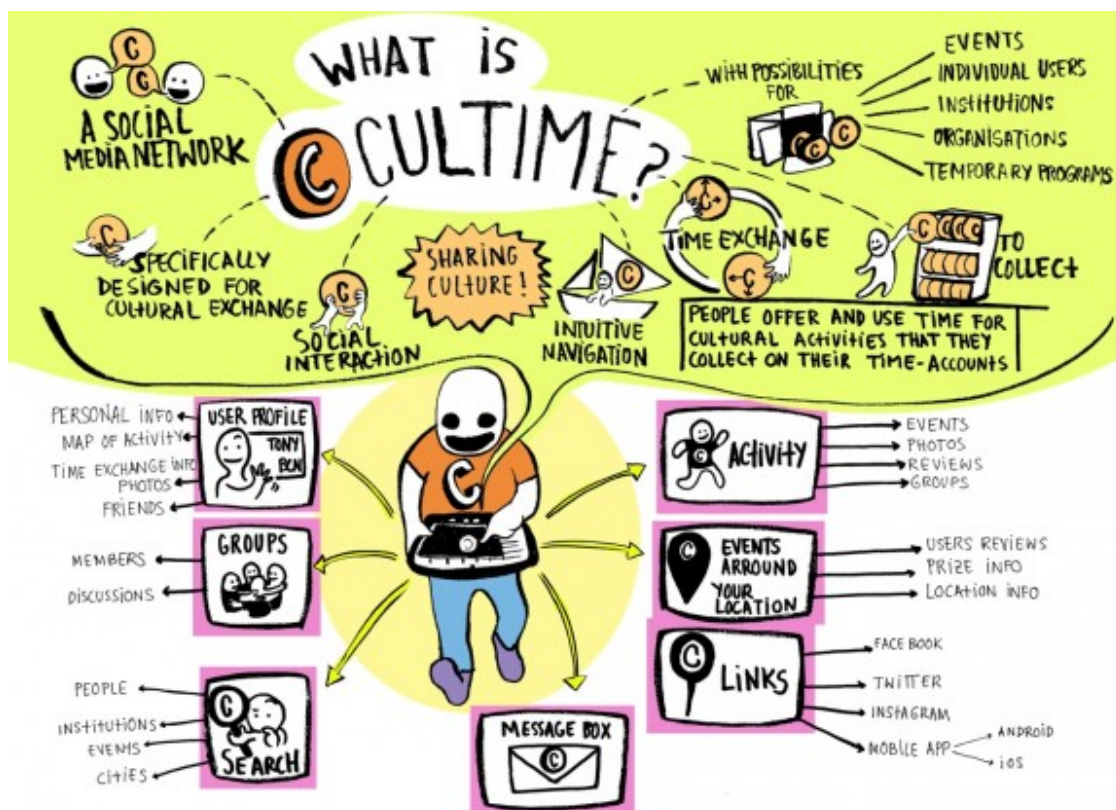 WHAT IS
C CULTIME?
C
C
A SOCIAL
MEDIA NETWORK
WITH POSSIBILITIES
FOR
EVENTS
INDIVIDUAL USERS
INSTITUTIONS
ORGANISATIONS
TEMPORARY PROGRAMS
C
SPECIFICALLY
DESIGNED FOR
CULTURAL EXCHANGE
C
SOCIAL
INTERACTION
SHARING
CULTURE!
C
INTUITIVE
NAVIGATION
TIME EXCHANGE
TO
COLLECT
PEOPLE OFFER AND USE TIME FOR
CULTURAL ACTIVITIES THAT THEY
COLLECT ON THEIR TIME-ACCOUNTS
C
USER PROFILE
TONY
BCN
PERSONAL INFO
MAP OF ACTIVITY
TIME EXCHANGE INFO
PHOTOS
FRIENDS
GROUPS
MEMBERS
DISCUSSIONS
C
SEARCH
PEOPLE
INSTITUTIONS
EVENTS
CITIES
MESSAGE BOX
C
C
ACTIVITY
EVENTS
PHOTOS
REVIEWS
GROUPS
C
EVENTS
ARROUND
YOUR
LOCATION
USERS REVIEWS
PRIZE INFO
LOCATION INFO
C
LINKS
FACEBOOK
TWITTER
INSTAGRAM
MOBILE APP
ANDROID
iOS